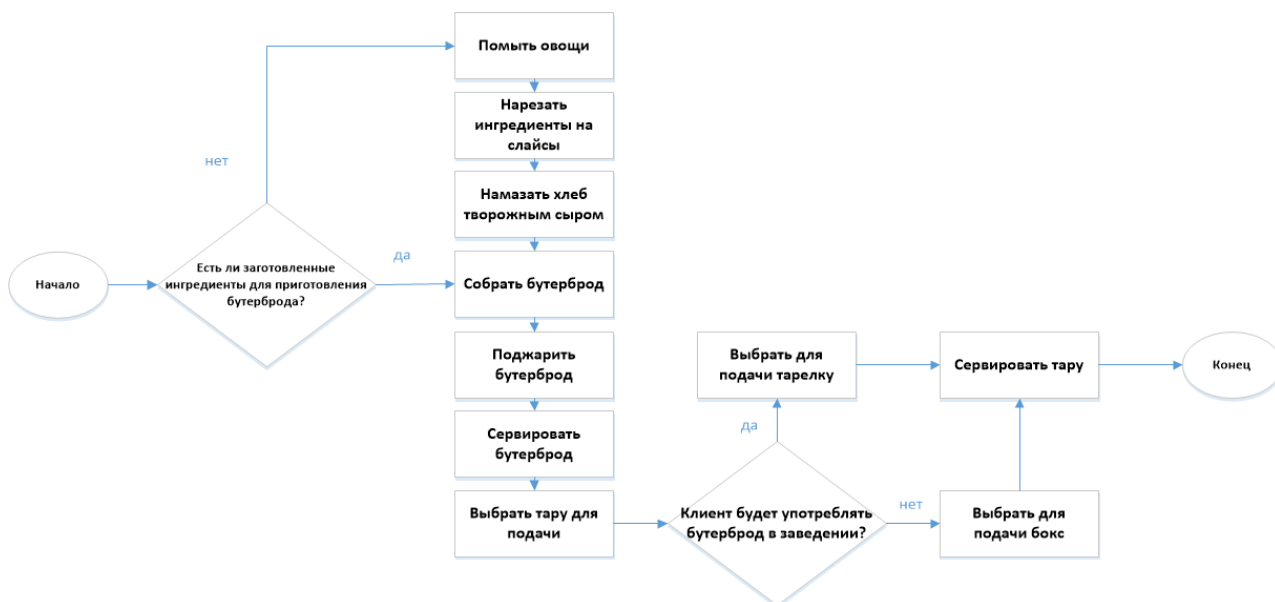 Помыть овощи
Нарезать
ингредиенты на
слайсы
нет
Намазать хлеб
творожным сыром
Начало
Есть ли заготовленные
ингредиенты для приготовления
бутерброда?
да
Собрать бутерброд
Поджарить
бутерброд
Выбрать для
подачи тарелку
Сервировать тару
Конец
Сервировать
бутерброд
да
Выбрать тару для
подачи
Клиент будет употреблять
бутерброд в заведении?
нет
Выбрать для
подачи бокс